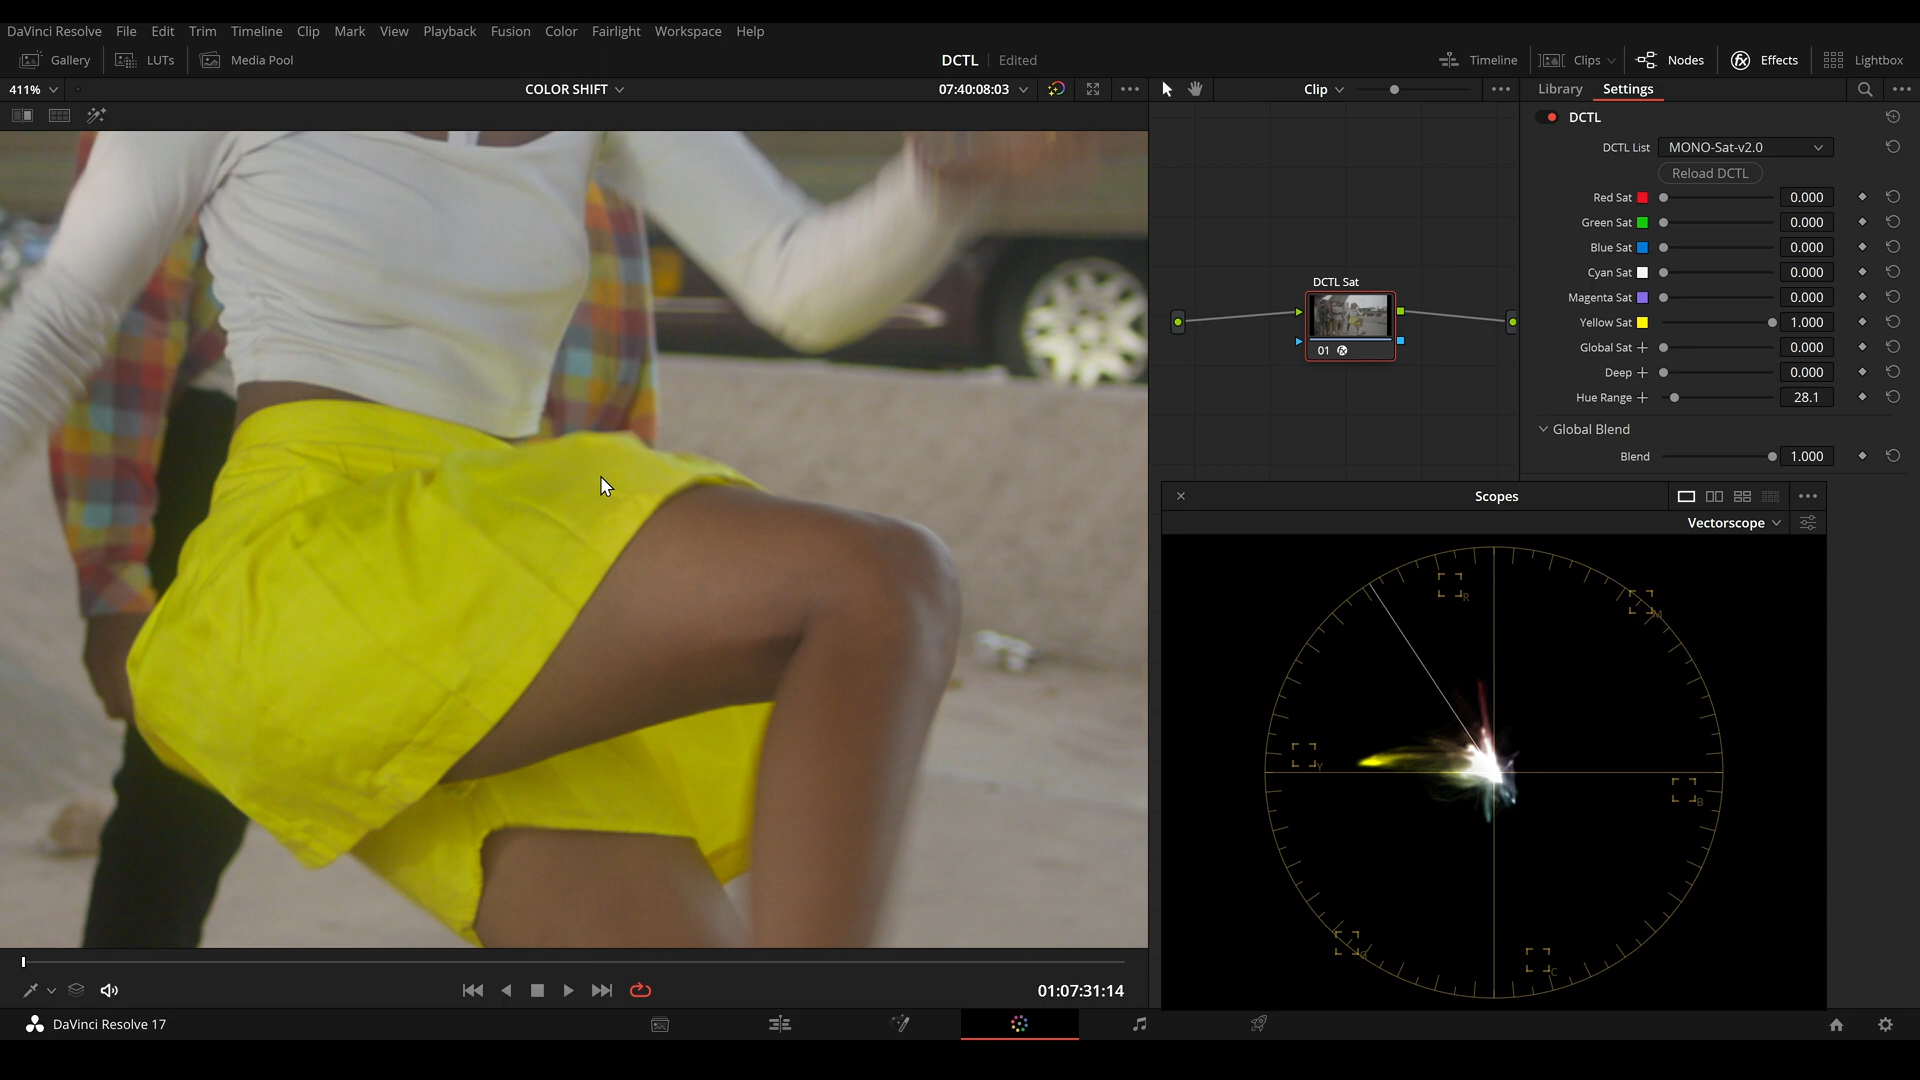 DaVinci Resolve File Edit Trim Timeline Clip Mark View Playback Fusion Color Fairlight Workspace Help
Gallery LUTs Media Pool DCTL Edited Timeline Clips Nodes Effects Lightbox
411% COLOR SHIFT 07:40:08:03 Clip Library Settings
DCTL
DCTL List MONO-Sat-v2.0
Reload DCTL
Red Sat 0.000
Green Sat 0.000
Blue Sat 0.000
Cyan Sat 0.000
Magenta Sat 0.000
Yellow Sat 1.000
Global Sat 0.000
Deep 0.000
Hue Range 28.1
Global Blend
Blend 1.000
DCTL Sat
01
Scopes
Vectorscope
R
M
Y
B
G
C
01:07:31:14
DaVinci Resolve 17